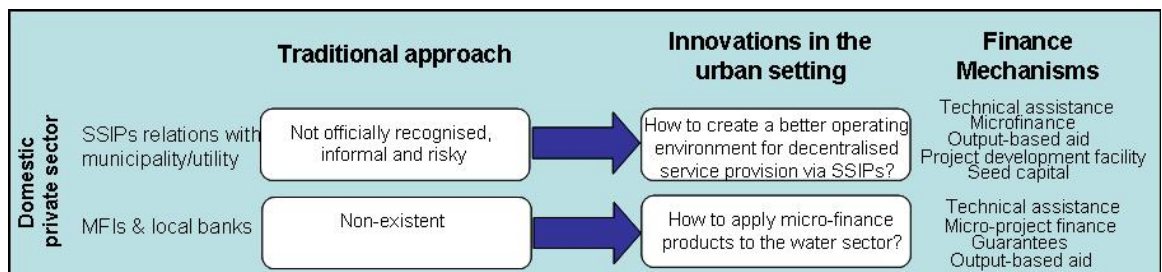 Traditional approach
Innovations in the
urban setting
Finance
Mechanisms
Domestic
private sector
SSIPs relations with
municipality/utility
Not officially recognised,
informal and risky
How to create a better operating
environment for decentralised
service provision via SSIPs?
Technical assistance
Microfinance
Output-based aid
Project development facility
Seed capital
MFIs & local banks
Non-existent
How to apply micro-finance
products to the water sector?
Technical assistance
Micro-project finance
Guarantees
Output-based aid